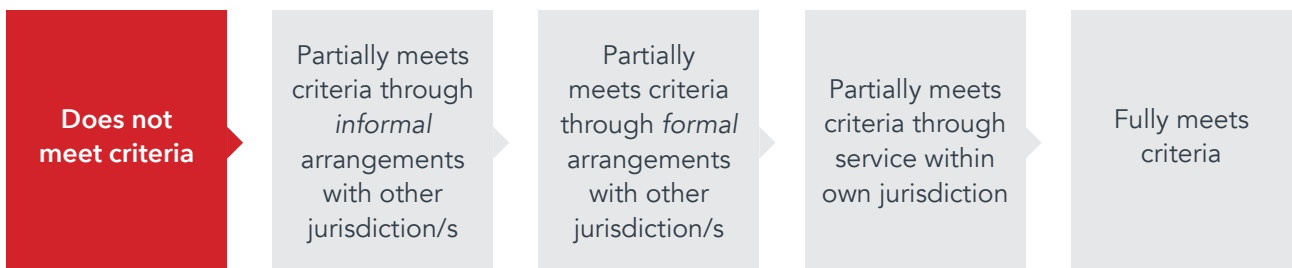 Does not
meet criteria
Partially meets
criteria through
informal
arrangements
with other
jurisdiction/s
Partially
meets criteria
through formal
arrangements
with other
jurisdiction/s
Partially meets
criteria through
service within
own jurisdiction
Fully meets
criteria